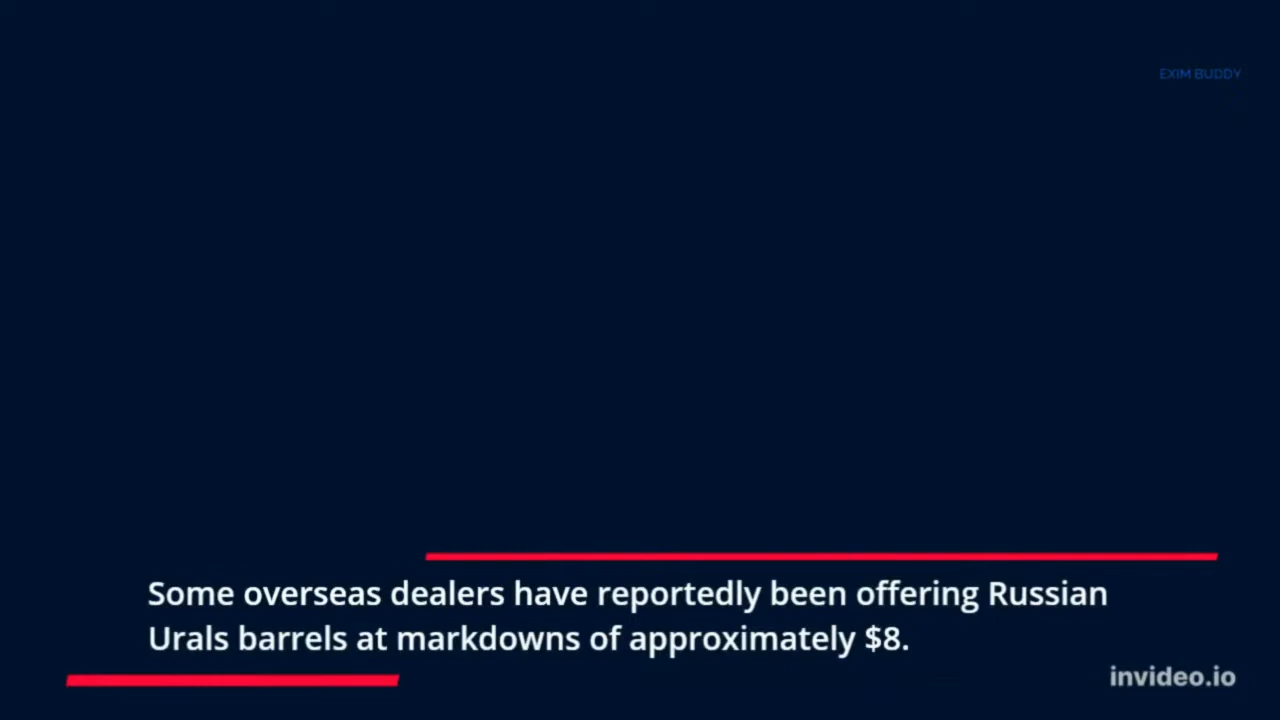 EXIM BUDDY
Some overseas dealers have reportedly been offering Russian
Urals barrels at markdowns of approximately $8.
invideo.io